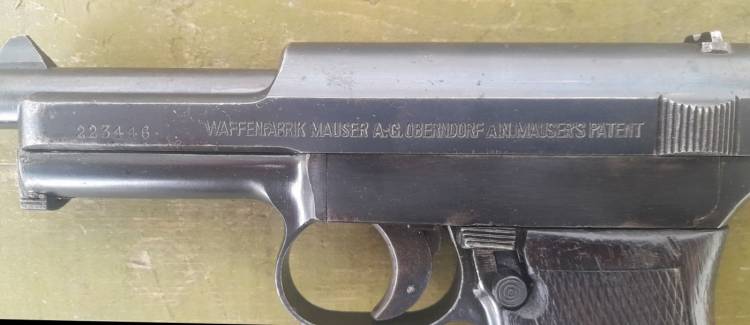 223446 WAFFENFABRIK MAUSER A.-G. OBERNDORF A/N. MAUSER'S PATENT